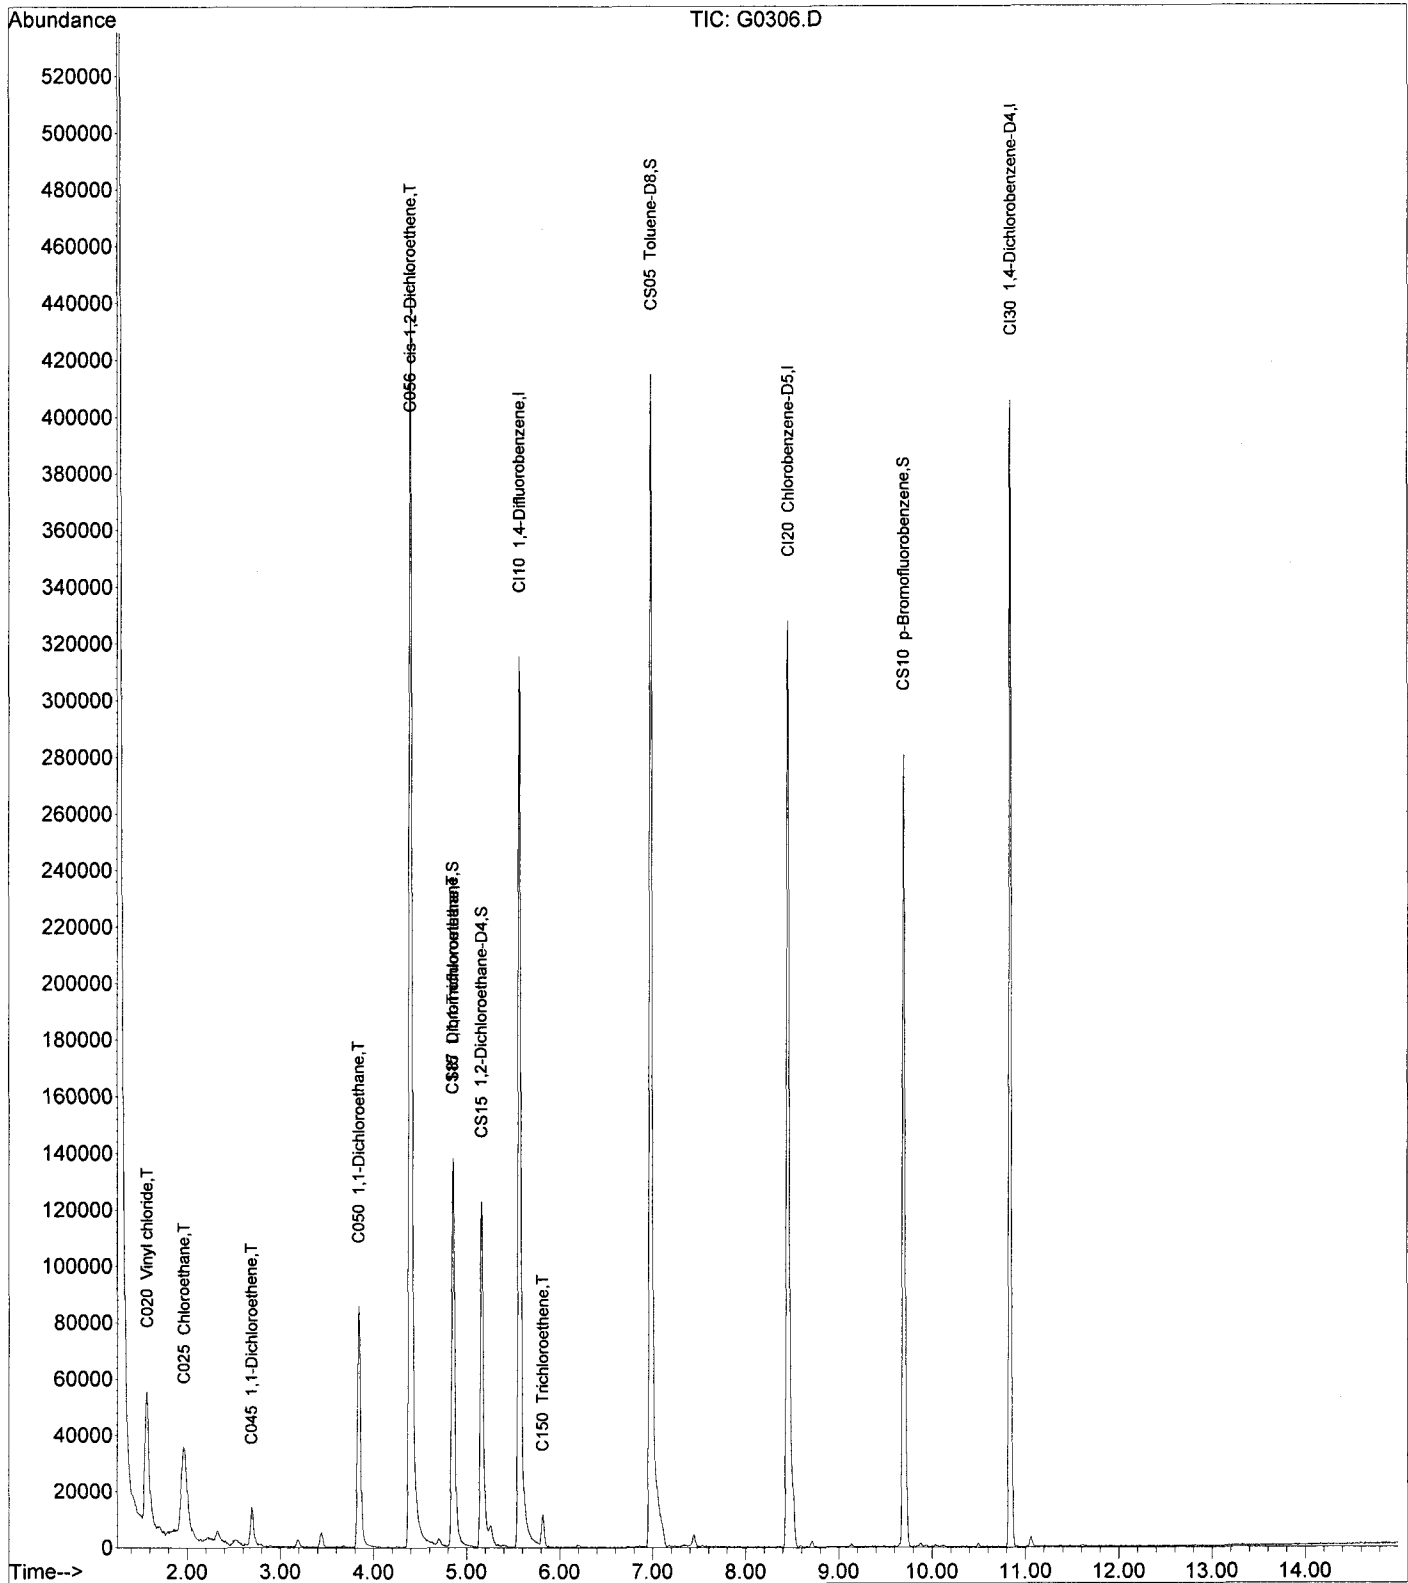 Abundance
TIC: G0306.D
520000
500000
480000
460000
440000
420000
400000
380000
360000
340000
320000
300000
280000
260000
240000
220000
200000
180000
160000
140000
120000
100000
80000
60000
40000
20000
0
C020 Vinyl chloride,T
C025 Chloroethane,T
C045 1,1-Dichloroethene,T
C050 1,1-Dichloroethane,T
C056 cis-1,2-Dichloroethene,T
CS15 1,2-Dichloroethane-D4,S
CI10 1,4-Difluorobenzene,I
C150 Trichloroethene,T
CS05 Toluene-D8,S
CI20 Chlorobenzene-D5,I
CS10 p-Bromofluorobenzene,S
CI30 1,4-Dichlorobenzene-D4,I
Time--> 2.00 3.00 4.00 5.00 6.00 7.00 8.00 9.00 10.00 11.00 12.00 13.00 14.00